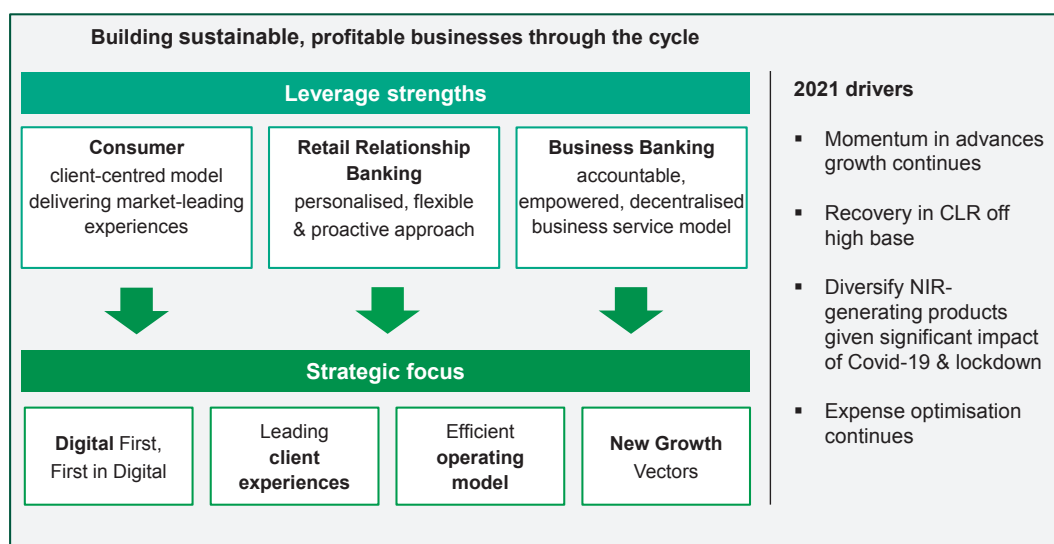 Building sustainable, profitable businesses through the cycle
Leverage strengths
Consumer
client-centred model
delivering market-leading
experiences
Retail Relationship
Banking
personalised, flexible
& proactive approach
Business Banking
accountable,
empowered, decentralised
business service model
Strategic focus
Digital First,
First in Digital
Leading
client
experiences
Efficient
operating
model
New Growth
Vectors
2021 drivers
▪ Momentum in advances
growth continues
▪ Recovery in CLR off
high base
▪ Diversify NIR-
generating products
given significant impact
of Covid-19 & lockdown
▪ Expense optimisation
continues